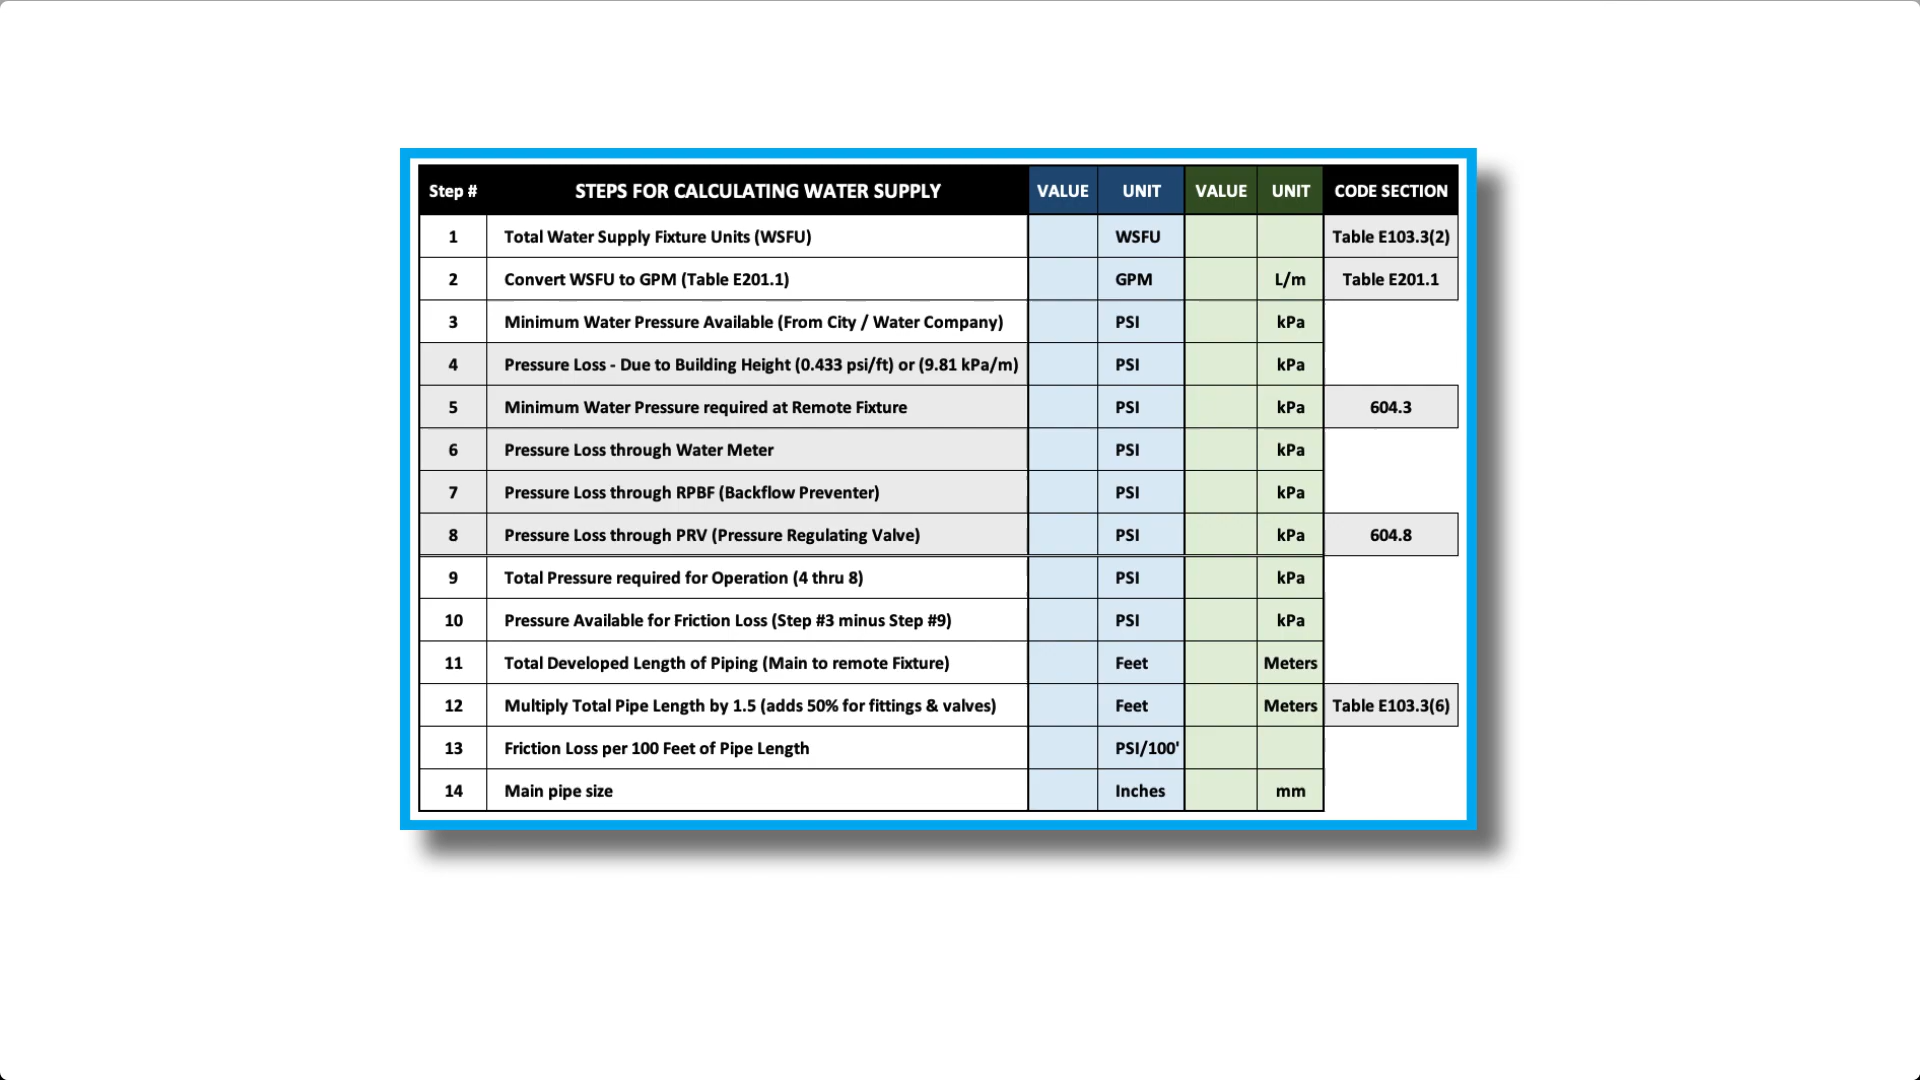 Step # STEPS FOR CALCULATING WATER SUPPLY VALUE UNIT VALUE UNIT CODE SECTION
1 Total Water Supply Fixture Units (WSFU) WSFU Table E103.3(2)
2 Convert WSFU to GPM (Table E201.1) GPM L/m Table E201.1
3 Minimum Water Pressure Available (From City / Water Company) PSI kPa
4 Pressure Loss - Due to Building Height (0.433 psi/ft) or (9.81 kPa/m) PSI kPa
5 Minimum Water Pressure required at Remote Fixture PSI kPa 604.3
6 Pressure Loss through Water Meter PSI kPa
7 Pressure Loss through RPBF (Backflow Preventer) PSI kPa
8 Pressure Loss through PRV (Pressure Regulating Valve) PSI kPa 604.8
9 Total Pressure required for Operation (4 thru 8) PSI kPa
10 Pressure Available for Friction Loss (Step #3 minus Step #9) PSI kPa
11 Total Developed Length of Piping (Main to remote Fixture) Feet Meters
12 Multiply Total Pipe Length by 1.5 (adds 50% for fittings & valves) Feet Meters Table E103.3(6)
13 Friction Loss per 100 Feet of Pipe Length PSI/100'
14 Main pipe size Inches mm